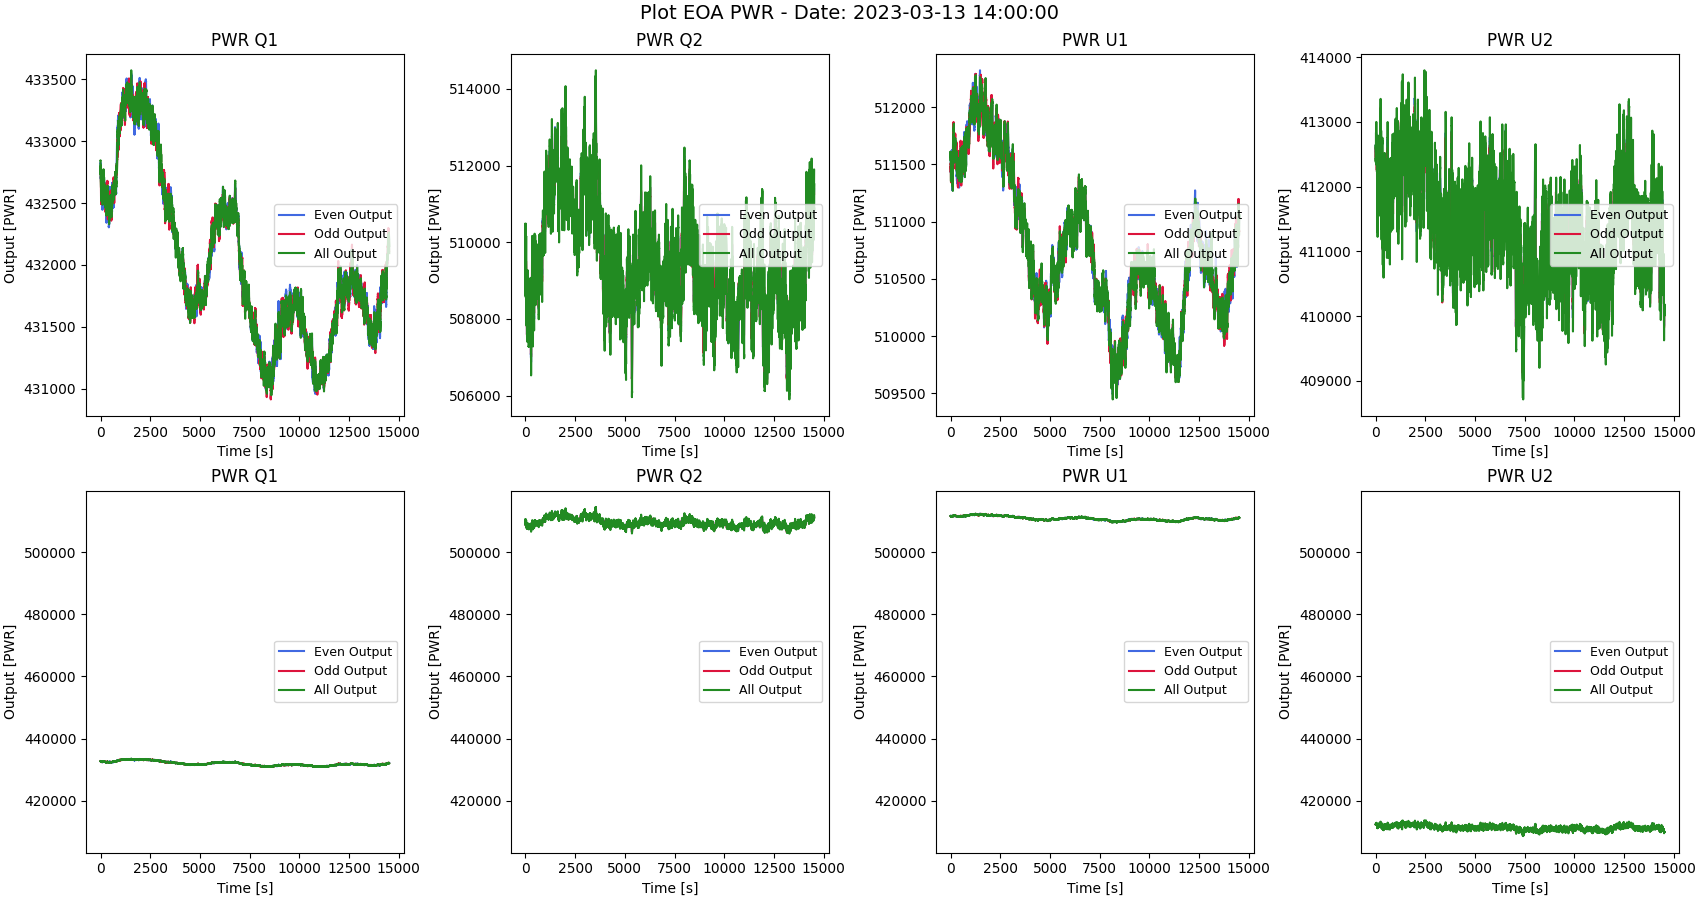 Plot EOA PWR - Date: 2023-03-13 14:00:00
PWR Q1
433500
433000
432500
432000
431500
431000
Output [PWR]
0 2500 5000 7500 10000 12500 15000
Time [s]
Even Output
Odd Output
All Output
PWR Q2
514000
512000
510000
508000
506000
Output [PWR]
0 2500 5000 7500 10000 12500 15000
Time [s]
Even Output
Odd Output
All Output
PWR U1
512000
511500
511000
510500
510000
509500
Output [PWR]
0 2500 5000 7500 10000 12500 15000
Time [s]
Even Output
Odd Output
All Output
PWR U2
414000
413000
412000
411000
410000
409000
Output [PWR]
0 2500 5000 7500 10000 12500 15000
Time [s]
Even Output
Odd Output
All Output
PWR Q1
500000
480000
460000
440000
420000
Output [PWR]
0 2500 5000 7500 10000 12500 15000
Time [s]
Even Output
Odd Output
All Output
PWR Q2
500000
480000
460000
440000
420000
Output [PWR]
0 2500 5000 7500 10000 12500 15000
Time [s]
Even Output
Odd Output
All Output
PWR U1
500000
480000
460000
440000
420000
Output [PWR]
0 2500 5000 7500 10000 12500 15000
Time [s]
Even Output
Odd Output
All Output
PWR U2
500000
480000
460000
440000
420000
Output [PWR]
0 2500 5000 7500 10000 12500 15000
Time [s]
Even Output
Odd Output
All Output